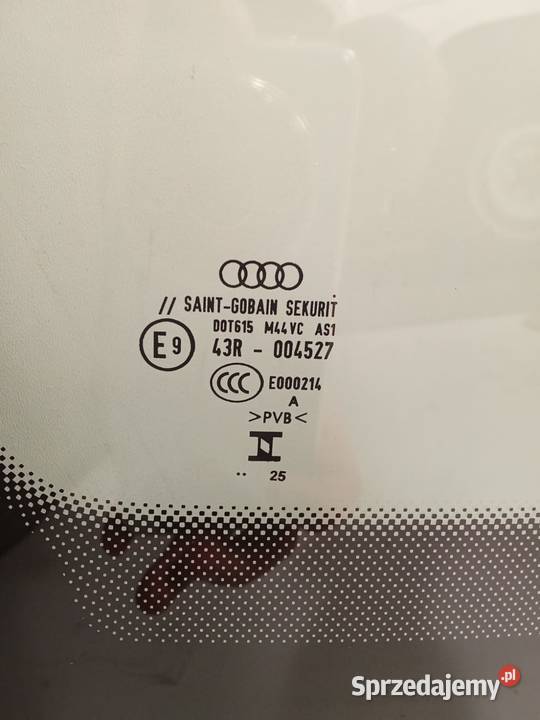 // SAINT-GOBAIN SEKURIT
DOT615 M44VC AS1
E9 43R - 004527
CCC E000214
A
>PVB<
.. 25
Sprzedajemy.pl